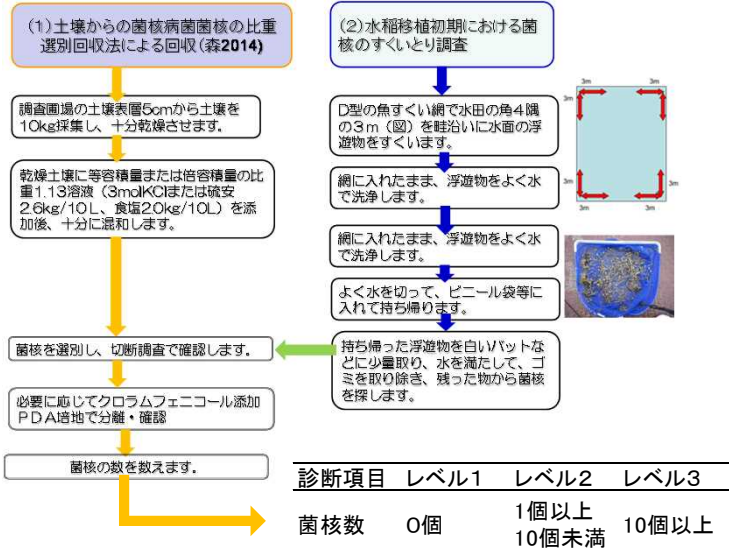 (1)土壌からの菌核病菌菌核の比重
選別回収法による回収(森2014)
調査圃場の土壌表層5cmから土壌を
10kg採集し、十分乾燥させます。
乾燥土壌に等容積量または倍容積量の比
重1.13溶液（3molKClまたは硫安
2.6kg/10L、食塩2.0kg/10L）を添
加後、十分に混和します。
菌核を選別し、切断調査で確認します。
必要に応じてクロラムフェニコール添加
PDA培地で分離・確認
菌核の数を数えます。
(2)水稲移植初期における菌
核のすくいとり調査
D型の魚すくい網で水田の角４隅
の３ｍ（図）を畦沿いに水面の浮
遊物をすくいます。
網に入れたまま、浮遊物をよく水
で洗浄します。
網に入れたまま、浮遊物をよく水
で洗浄します。
よく水を切って、ビニール袋等に
入れて持ち帰ります。
持ち帰った浮遊物を白いバットな
どに少量取り、水を満たして、ゴ
ミを取り除き、残った物から菌核
を探します。
3m 3m
3m 3m
3m 3m
3m 3m
診断項目 レベル1 レベル2 レベル3
菌核数 0個 1個以上 10個未満 10個以上